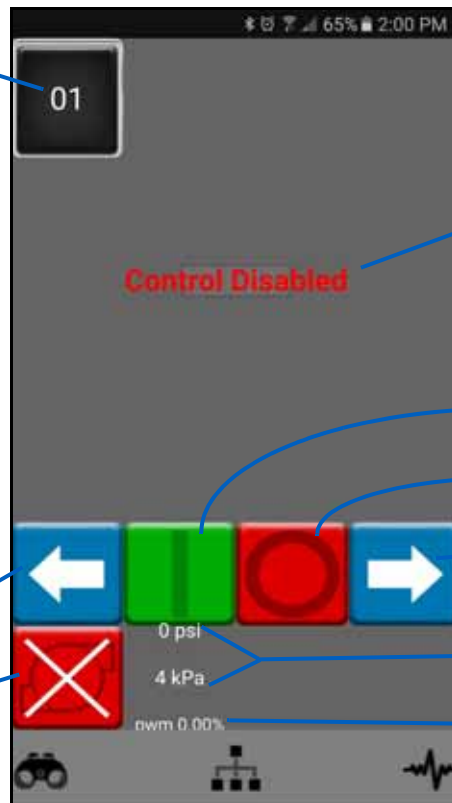 65% 2:00 PM
01
Control Disabled
0 psi
4 kPa
pwm 0.00%